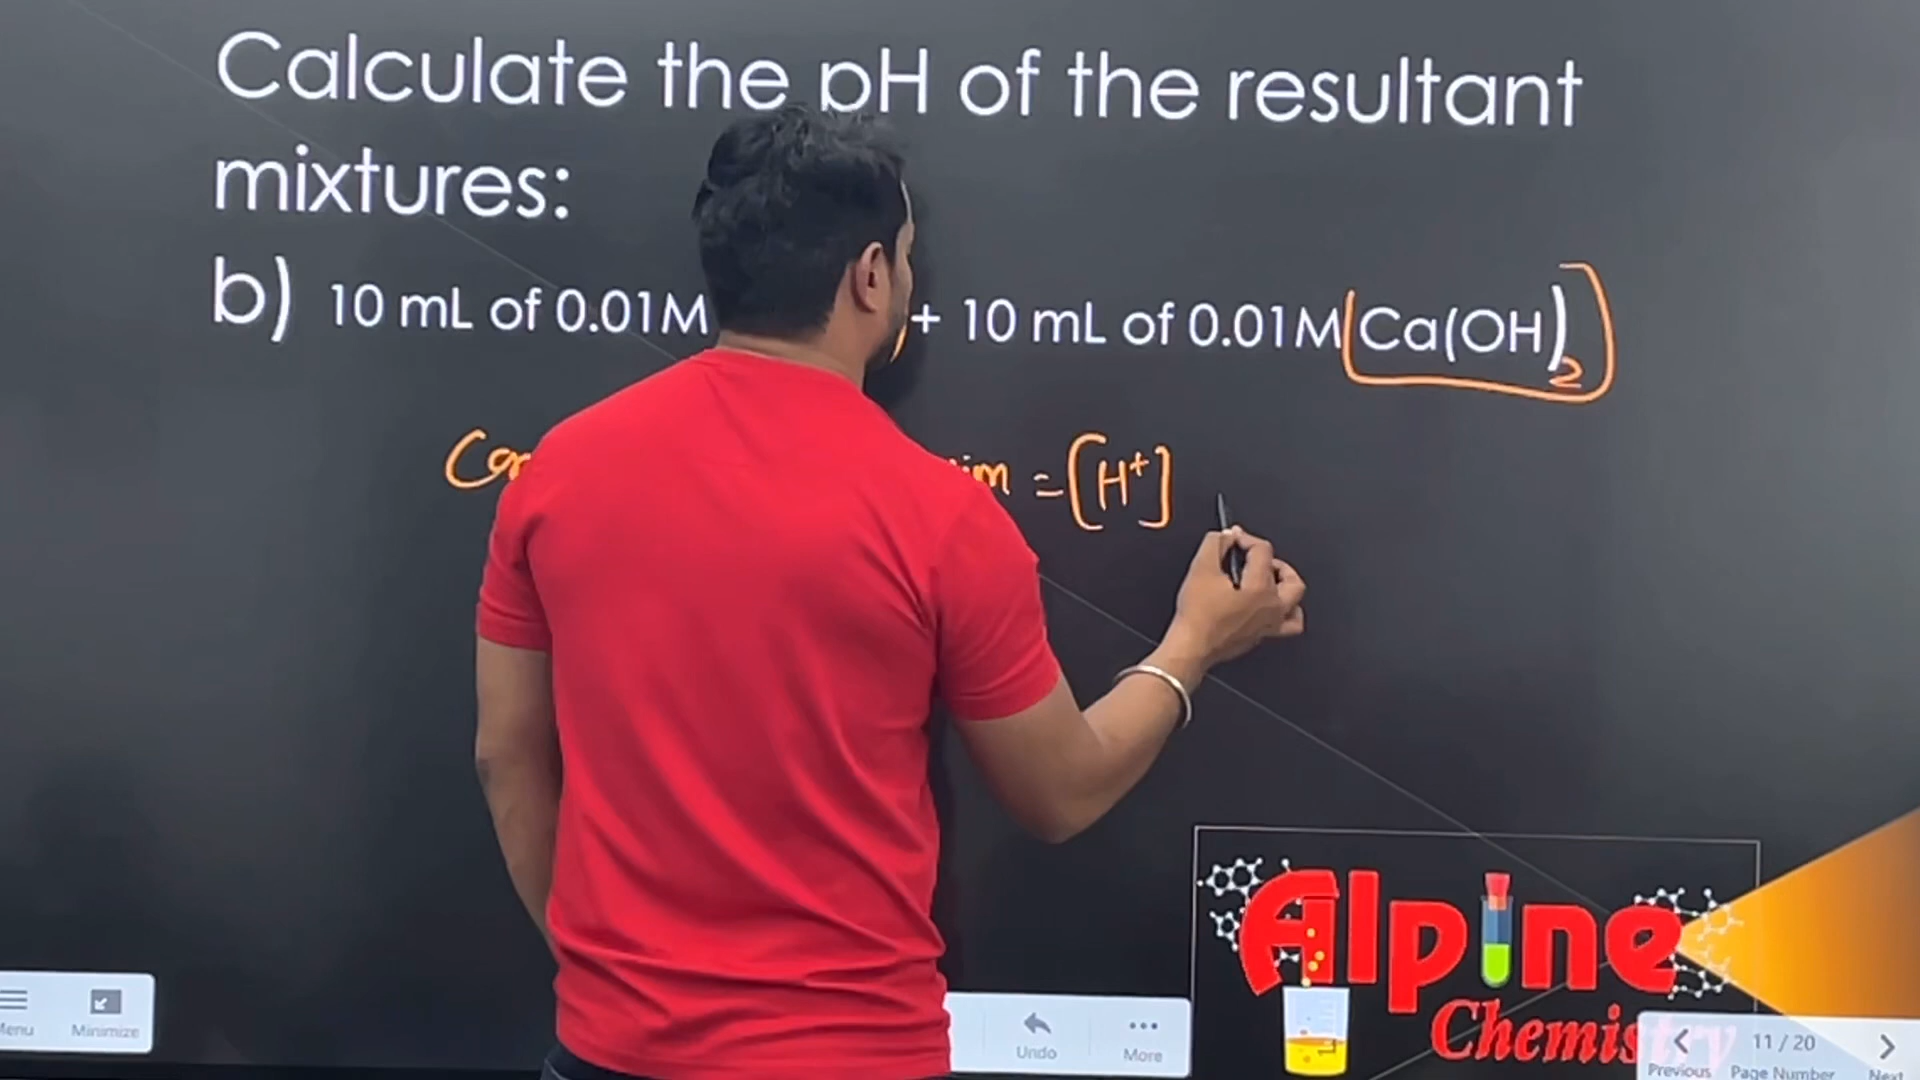 Calculate the pH of the resultant
mixtures:
b) 10 mL of 0.01M + 10 mL of 0.01M Ca(OH)2
= [H+]
Alpine
Chemis
Menu
Minimize
Undo
More
Previous
11 / 20
Page Number
Next